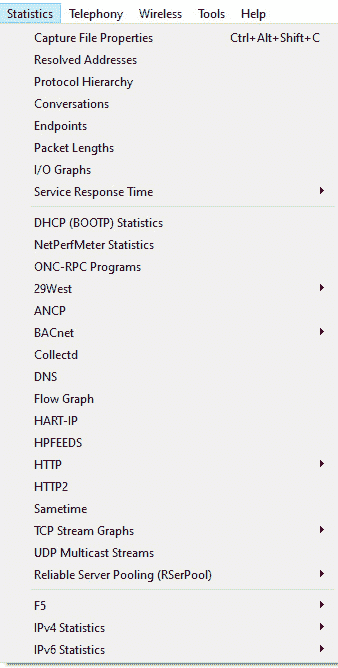 Statistics Telephony Wireless Tools Help
Capture File Properties Ctrl+Alt+Shift+C
Resolved Addresses
Protocol Hierarchy
Conversations
Endpoints
Packet Lengths
I/O Graphs
Service Response Time
DHCP (BOOTP) Statistics
NetPerfMeter Statistics
ONC-RPC Programs
29West
ANCP
BACnet
Collectd
DNS
Flow Graph
HART-IP
HPFEEDS
HTTP
HTTP2
Sametime
TCP Stream Graphs
UDP Multicast Streams
Reliable Server Pooling (RSerPool)
F5
IPv4 Statistics
IPv6 Statistics